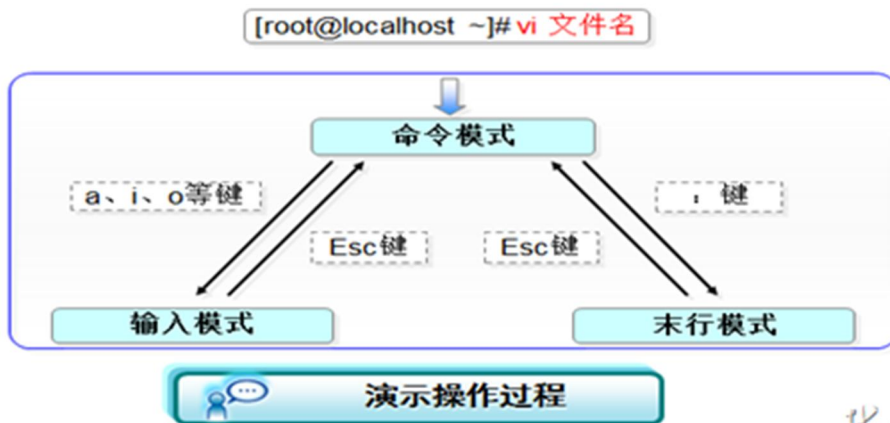 [root@localhost ~]# vi 文件名
命令模式
a、i、o等键
：键
Esc键
Esc键
输入模式
末行模式
演示操作过程